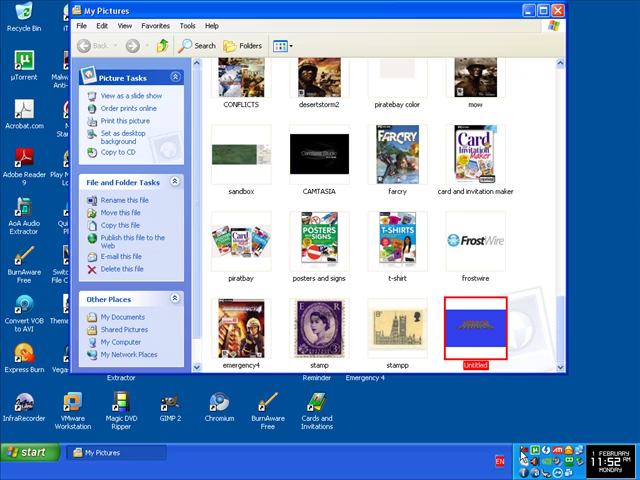 My Pictures
File Edit View Favorites Tools Help
Back Search Folders
Recycle Bin
µTorrent
Acrobat.com
Adobe Reader 9
AoA Audio Extractor
BurnAware Free
Convert VOB to AVI
Express Burn
InfraRecorder
VMware Workstation
Magic DVD Ripper
GIMP 2
Chromium
BurnAware Free
Cards and Invitations
Extractor
Reminder
Emergency 4
Picture Tasks
View as a slide show
Order prints online
Print this picture
Set as desktop background
Copy to CD
File and Folder Tasks
Rename this file
Move this file
Copy this file
Publish this file to the Web
E-mail this file
Delete this file
Other Places
My Documents
Shared Pictures
My Computer
My Network Places
CONFLICTS
desertstorm2
piratebay color
mow
sandbox
CAMTASIA
FARCRY
farcry
Card & Invitation Maker
card and invitation maker
piratbay
POSTERS SIGNS
posters and signs
T-SHIRTS
t-shirt
FrostWire
frostwire
emergency4
E R
stamp
stampp
Untitled
start
My Pictures
EN
1 FEBRUARY
11:52 AM
MONDAY